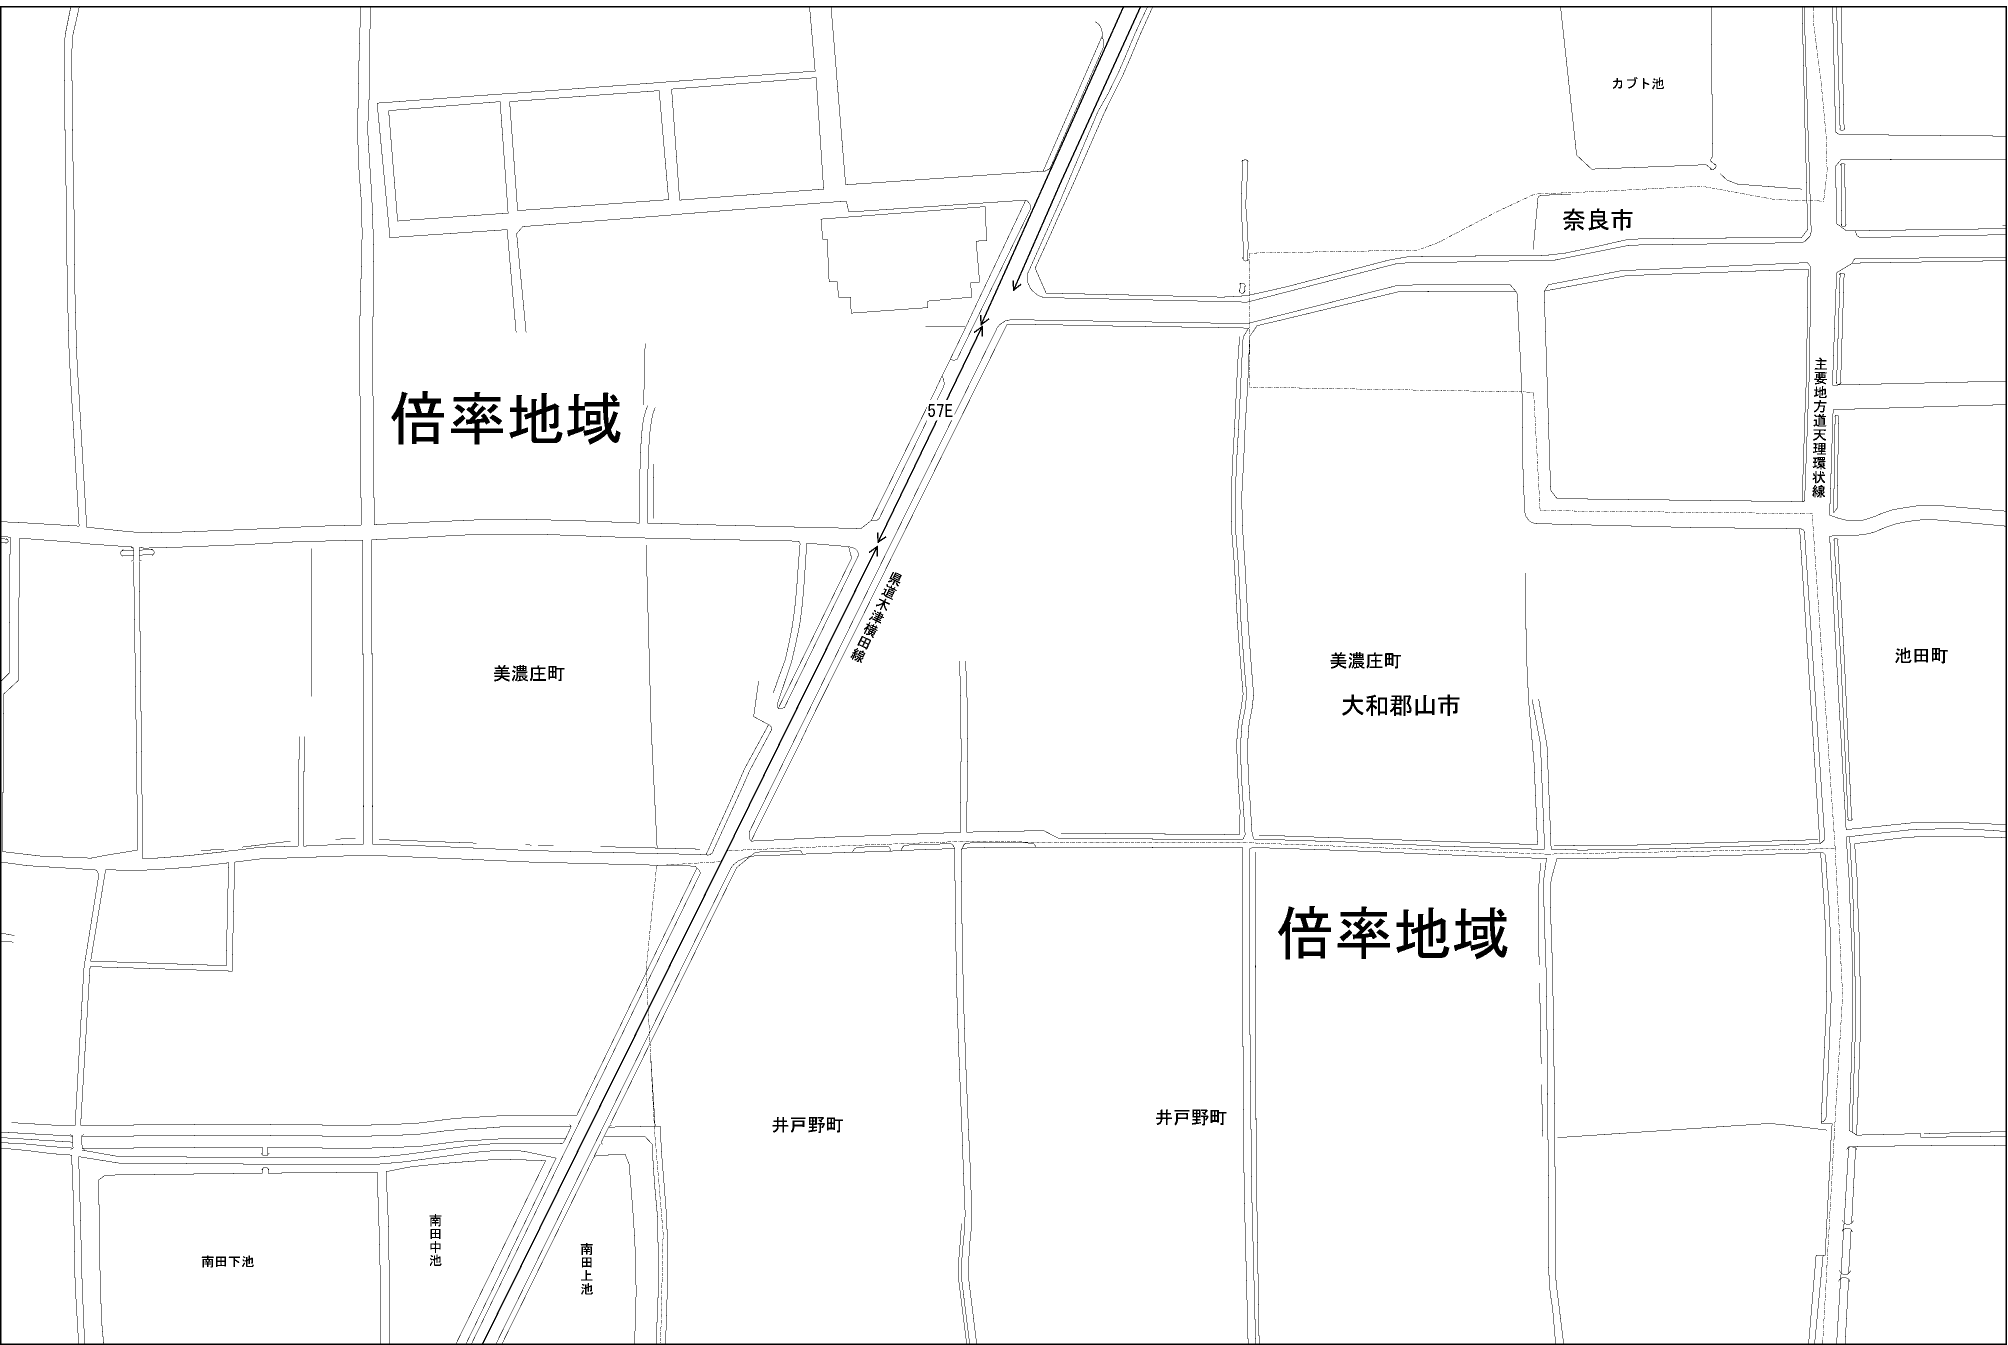 カブト池
奈良市
倍率地域
57E
主要地方道天理環状線
県道木津横田線
美濃庄町
美濃庄町
池田町
大和郡山市
倍率地域
井戸野町
井戸野町
南田下池
南田中池
南田上池